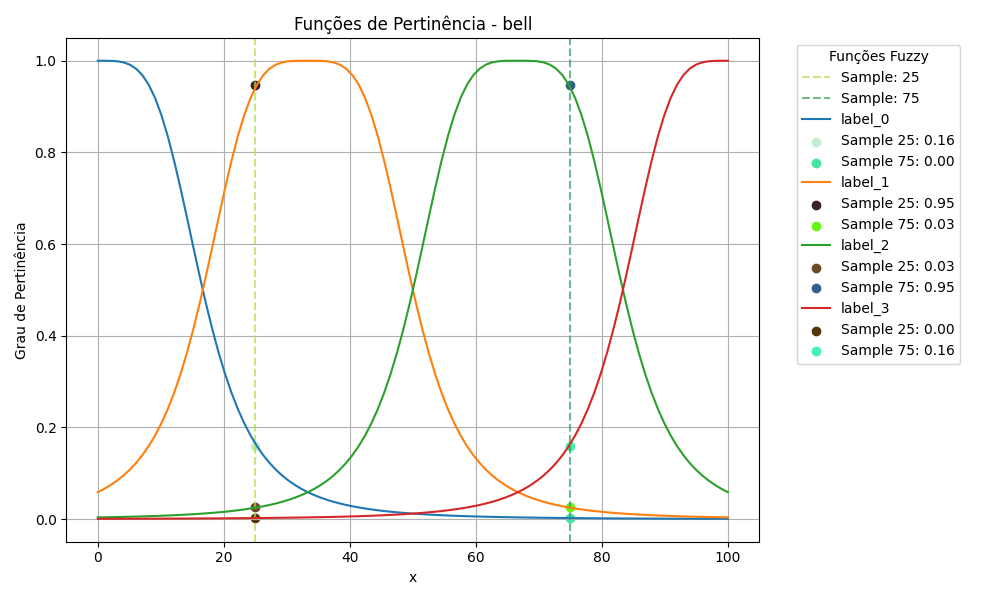 Funções de Pertinência - bell
1.0
0.8
0.6
0.4
0.2
0.0
Grau de Pertinência
0
20
40
60
80
100
x
Funções Fuzzy
Sample: 25
Sample: 75
label_0
Sample 25: 0.16
Sample 75: 0.00
label_1
Sample 25: 0.95
Sample 75: 0.03
label_2
Sample 25: 0.03
Sample 75: 0.95
label_3
Sample 25: 0.00
Sample 75: 0.16